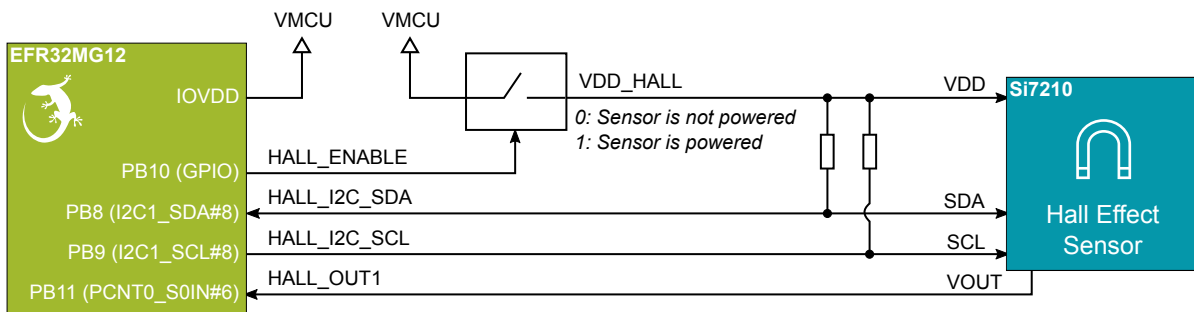 VMCU
VMCU
EFR32MG12
IOVDD
VDD_HALL
VDD
Si7210
0: Sensor is not powered
1: Sensor is powered
HALL_ENABLE
PB10 (GPIO)
HALL_I2C_SDA
PB8 (I2C1_SDA#8)
SDA
HALL_I2C_SCL
PB9 (I2C1_SCL#8)
SCL
Hall Effect
Sensor
HALL_OUT1
PB11 (PCNT0_S0IN#6)
VOUT